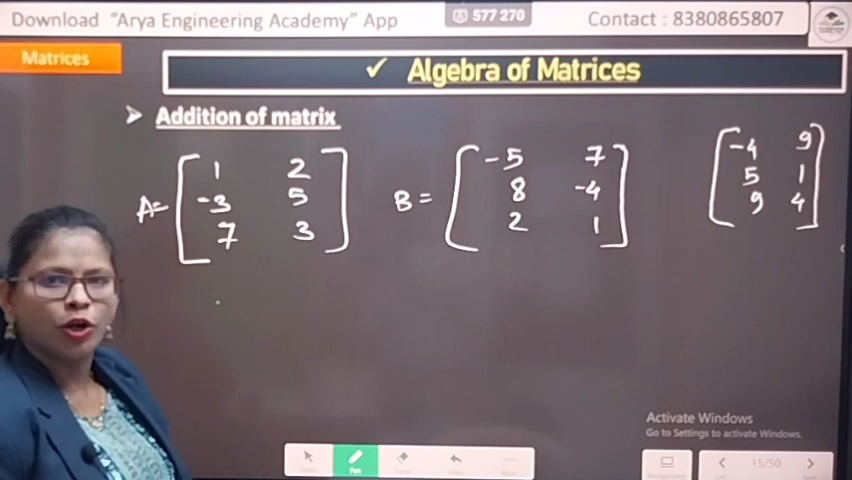 Download "Arya Engineering Academy" App
577 270
Contact : 8380865807
Matrices
✓ Algebra of Matrices
➤ Addition of matrix
A= [ 1 2
-3 5
7 3 ]
B = [ -5 7
8 -4
2 1 ]
[ -4 9
5 1
9 4 ]
Activate Windows
Go to Settings to activate Windows.
Pen
15/50